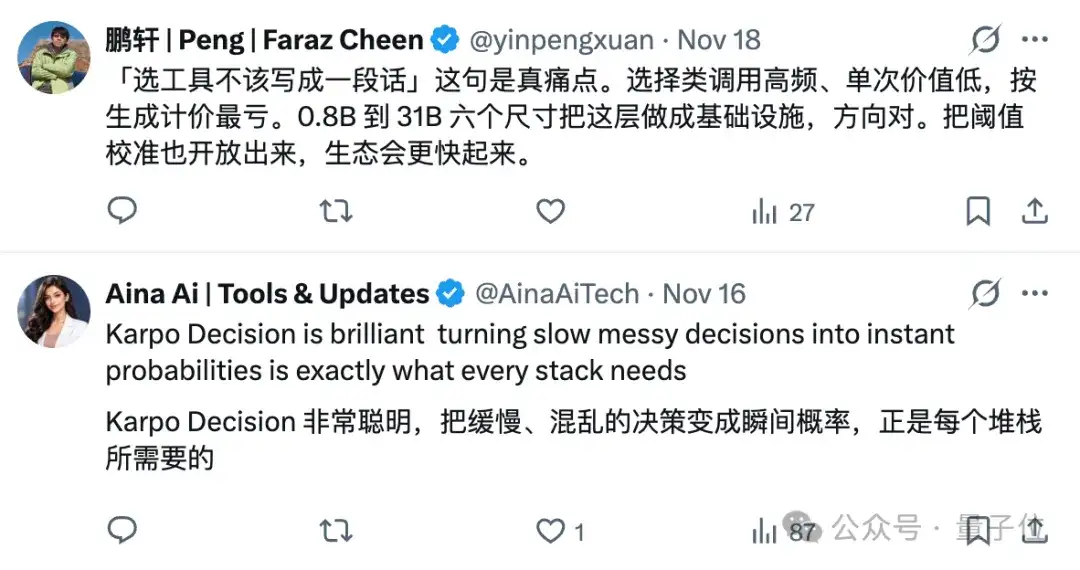 鹏轩 | Peng | Faraz Cheen @yinpengxuan · Nov 18
「选工具不该写成一段话」这句是真痛点。选择类调用高频、单次价值低，按
生成计价最亏。0.8B 到 31B 六个尺寸把这层做成基础设施，方向对。把阈值
校准也开放出来，生态会更快起来。
27
Aina Ai | Tools & Updates @AinaAiTech · Nov 16
Karpo Decision is brilliant  turning slow messy decisions into instant
probabilities is exactly what every stack needs
Karpo Decision 非常聪明，把缓慢、混乱的决策变成瞬间概率，正是每个堆栈
所需要的
1 87
公众号 · 量子位